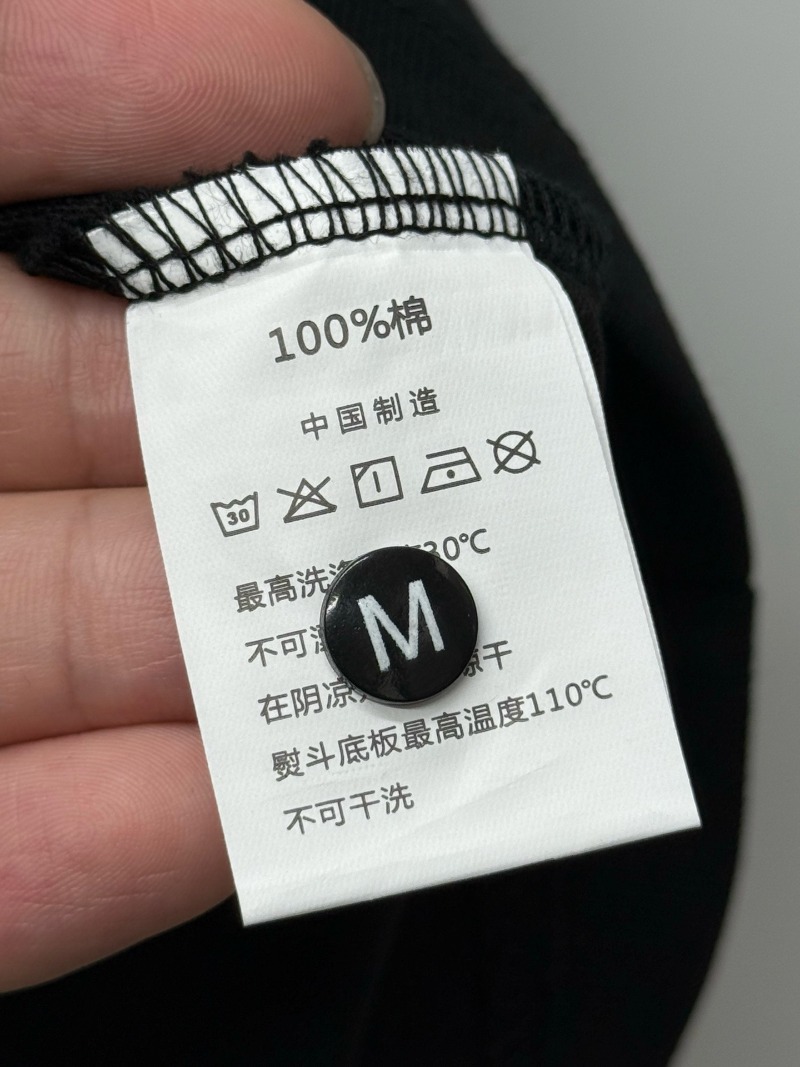 100%棉
中国制造
30
最高洗 30℃
不可
在阴凉 晾干
熨斗底板最高温度110℃
不可干洗
M